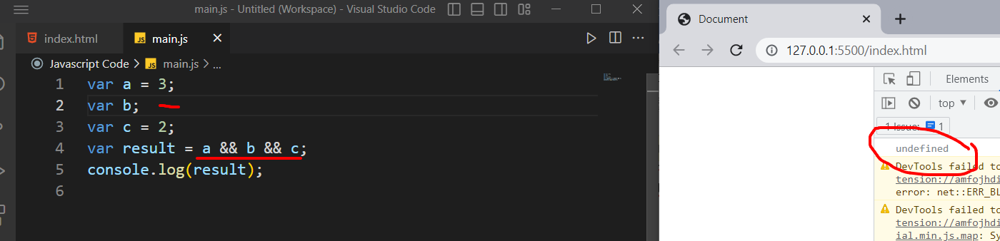 main.js - Untitled (Workspace) - Visual Studio Code
index.html
main.js
Javascript Code > main.js > ...
1 var a = 3;
2 var b;
3 var c = 2;
4 var result = a && b && c;
5 console.log(result);
6
Document
127.0.0.1:5500/index.html
Elements
top
1 Issue: 1
undefined
DevTools failed to
tension://amfojhdi
error: net::ERR_BL
DevTools failed to
tension://amfojhdi
ial.min.js.map: Sy